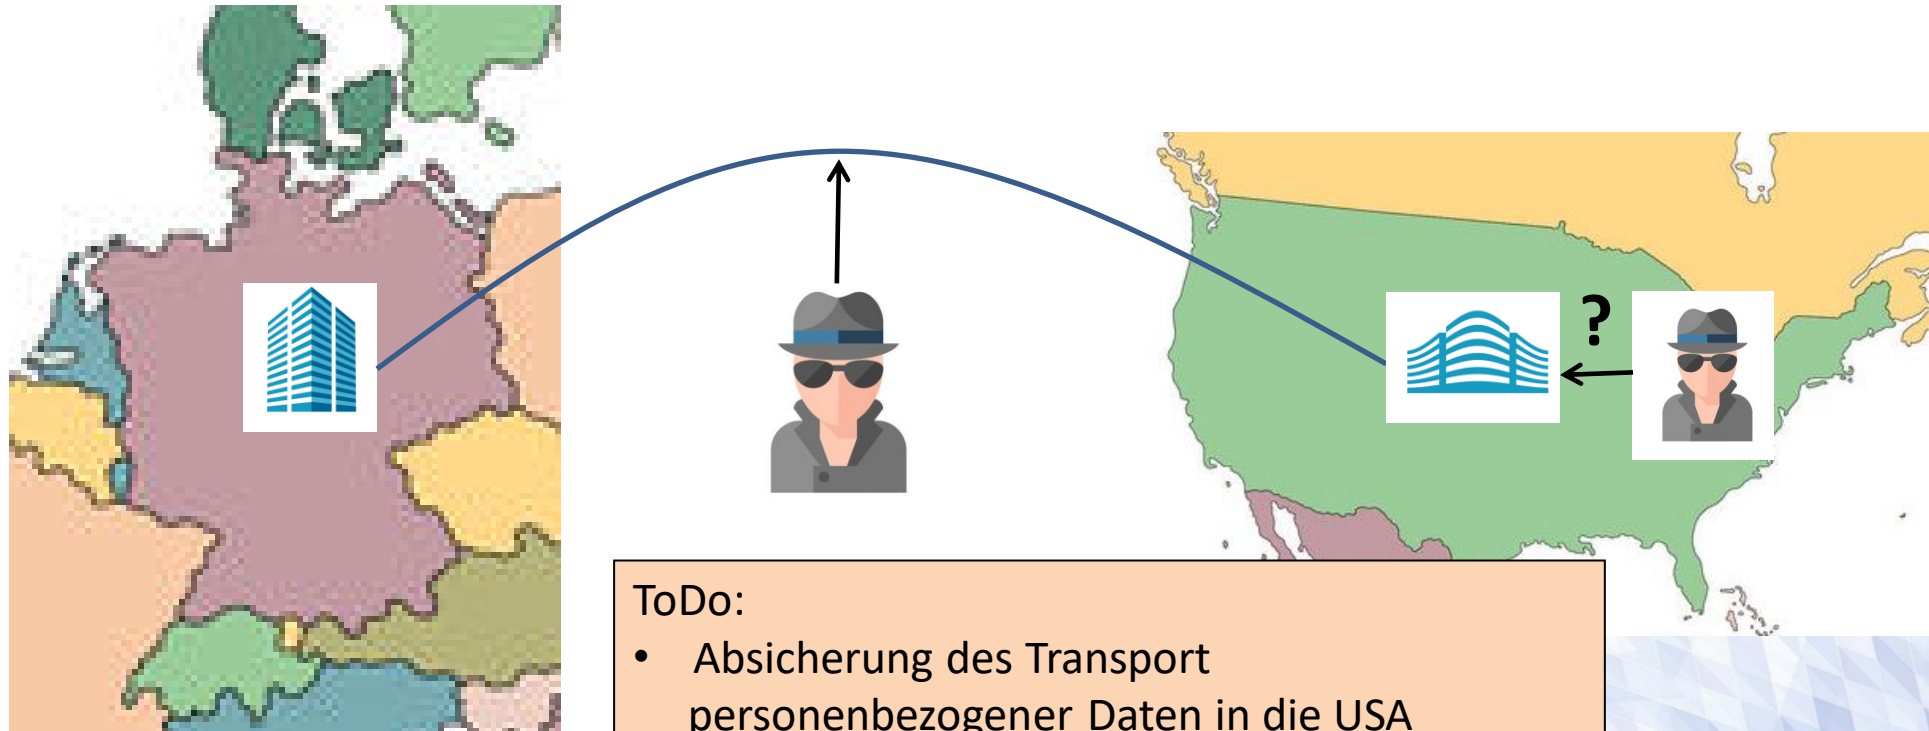 ?
ToDo:
• Absicherung des Transport
personenbezogener Daten in die USA